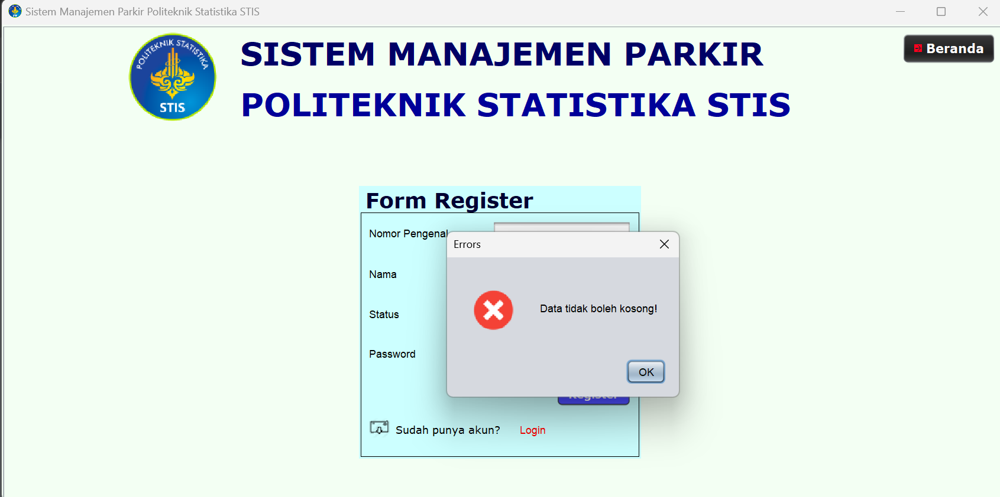 Sistem Manajemen Parkir Politeknik Statistika STIS
POLITEKNIK STATISTIKA
STIS
SISTEM MANAJEMEN PARKIR
POLITEKNIK STATISTIKA STIS
Beranda
Form Register
Nomor Pengenal
Nama
Status
Password
Errors
Data tidak boleh kosong!
OK
Register
Sudah punya akun? Login